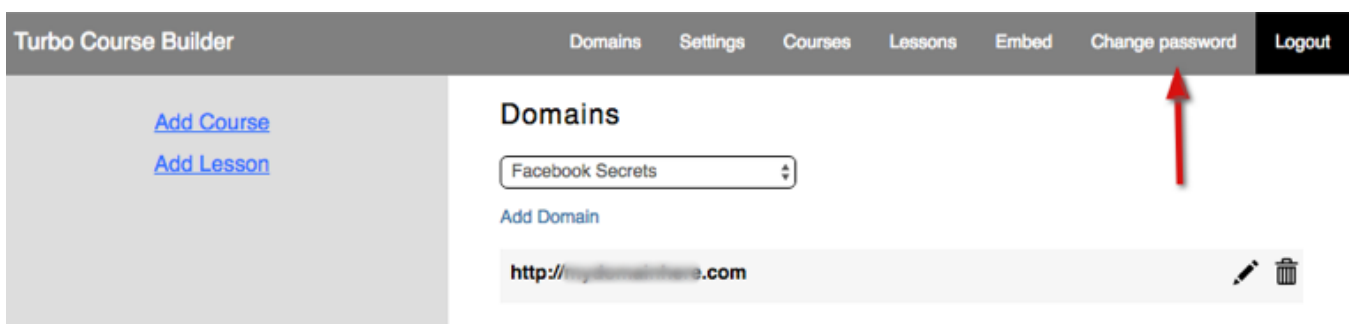 Turbo Course Builder Domains Settings Courses Lessons Embed Change password Logout
Add Course
Add Lesson
Domains
Facebook Secrets
Add Domain
http:// .com